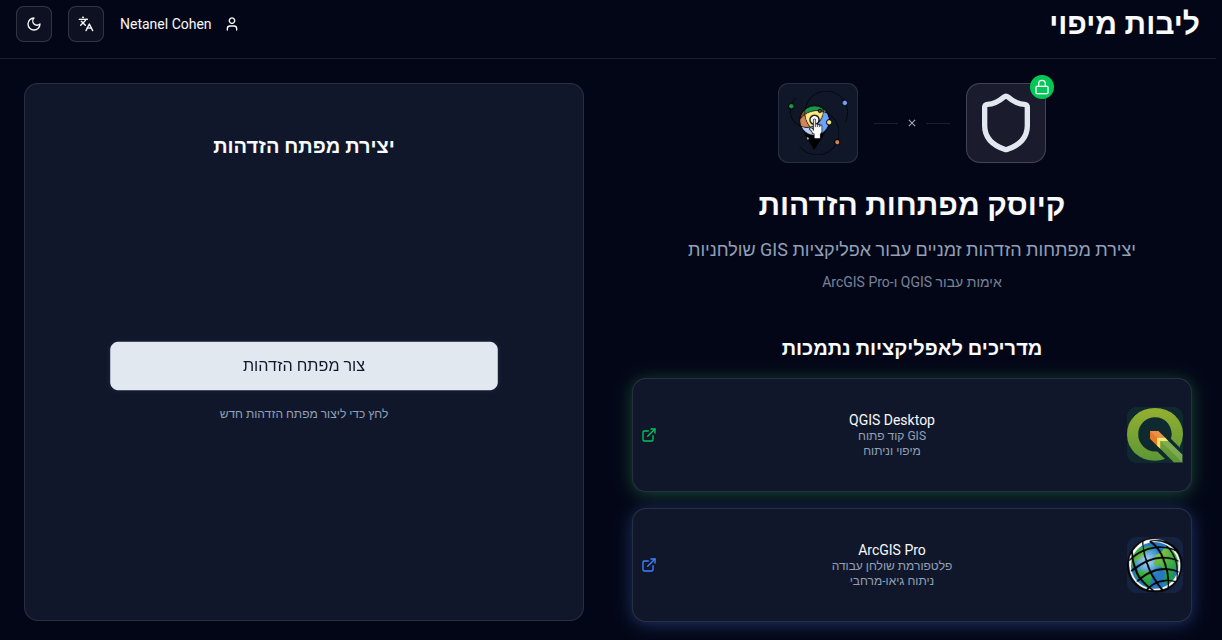 ליבות מיפוי
Netanel Cohen
קיוסק מפתחות הזדהות
יצירת מפתחות הזדהות זמניים עבור אפליקציות GIS שולחניות
אימות עבור QGIS ו-ArcGIS Pro
מדריכים לאפליקציות נתמכות
QGIS Desktop
GIS קוד פתוח
מיפוי וניתוח
ArcGIS Pro
פלטפורמת שולחן עבודה
ניתוח גיאו-מרחבי
יצירת מפתח הזדהות
צור מפתח הזדהות
לחץ כדי ליצור מפתח הזדהות חדש